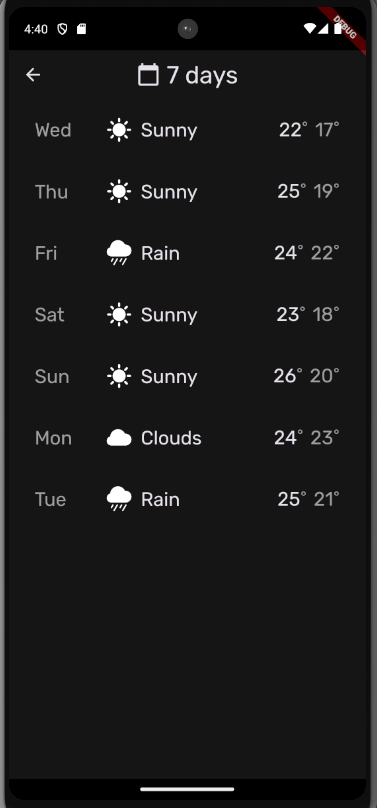 4:40
DEBUG
7 days
Wed Sunny 22° 17°
Thu Sunny 25° 19°
Fri Rain 24° 22°
Sat Sunny 23° 18°
Sun Sunny 26° 20°
Mon Clouds 24° 23°
Tue Rain 25° 21°